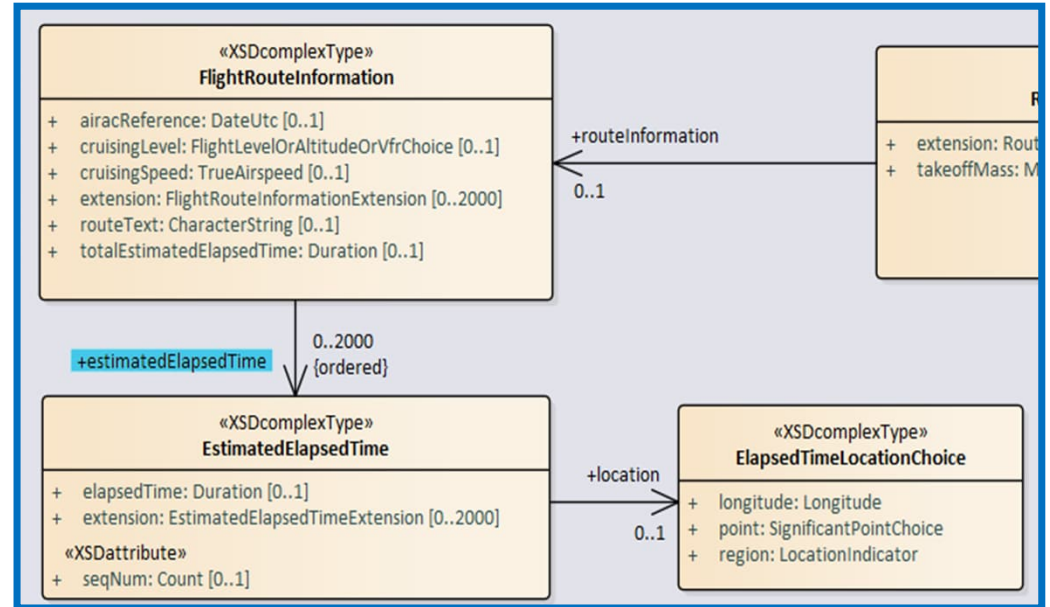 «XSDcomplexType»
FlightRouteInformation
+ airacReference: DateUtc [0..1]
+ cruisingLevel: FlightLevelOrAltitudeOrVfrChoice [0..1]
+ cruisingSpeed: TrueAirspeed [0..1]
+ extension: FlightRouteInformationExtension [0..2000]
+ routeText: CharacterString [0..1]
+ totalEstimatedElapsedTime: Duration [0..1]
+routeInformation
0..1
R
+ extension: Rout
+ takeoffMass: M
+estimatedElapsedTime
0..2000
{ordered}
«XSDcomplexType»
EstimatedElapsedTime
+ elapsedTime: Duration [0..1]
+ extension: EstimatedElapsedTimeExtension [0..2000]
«XSDattribute»
+ seqNum: Count [0..1]
+location
0..1
«XSDcomplexType»
ElapsedTimeLocationChoice
+ longitude: Longitude
+ point: SignificantPointChoice
+ region: LocationIndicator